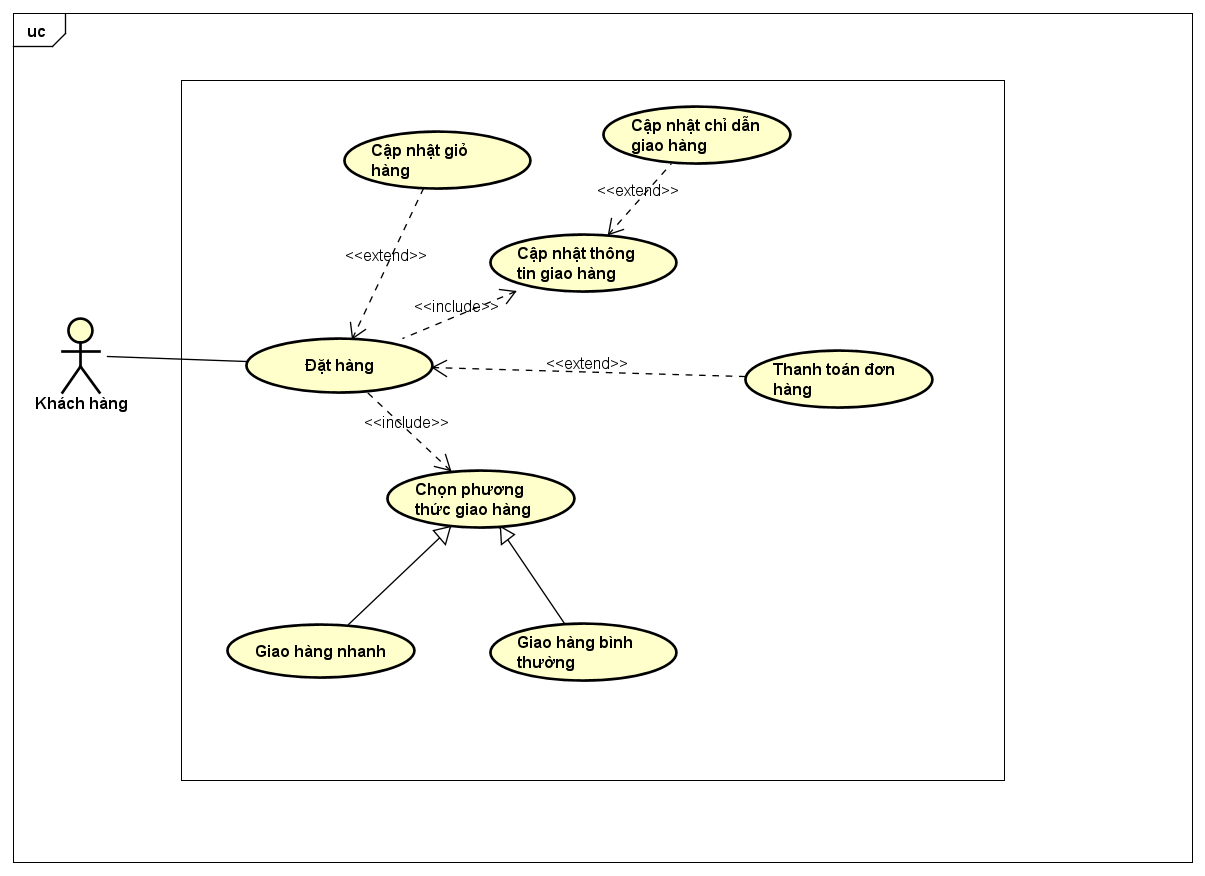 uc
Cập nhật chỉ dẫn
giao hàng
Cập nhật giỏ
hàng
<<extend>>
Cập nhật thông
tin giao hàng
<<extend>>
<<include>>
Đặt hàng
<<extend>>
Thanh toán đơn
hàng
Khách hàng
<<include>>
Chọn phương
thức giao hàng
Giao hàng nhanh
Giao hàng bình
thường